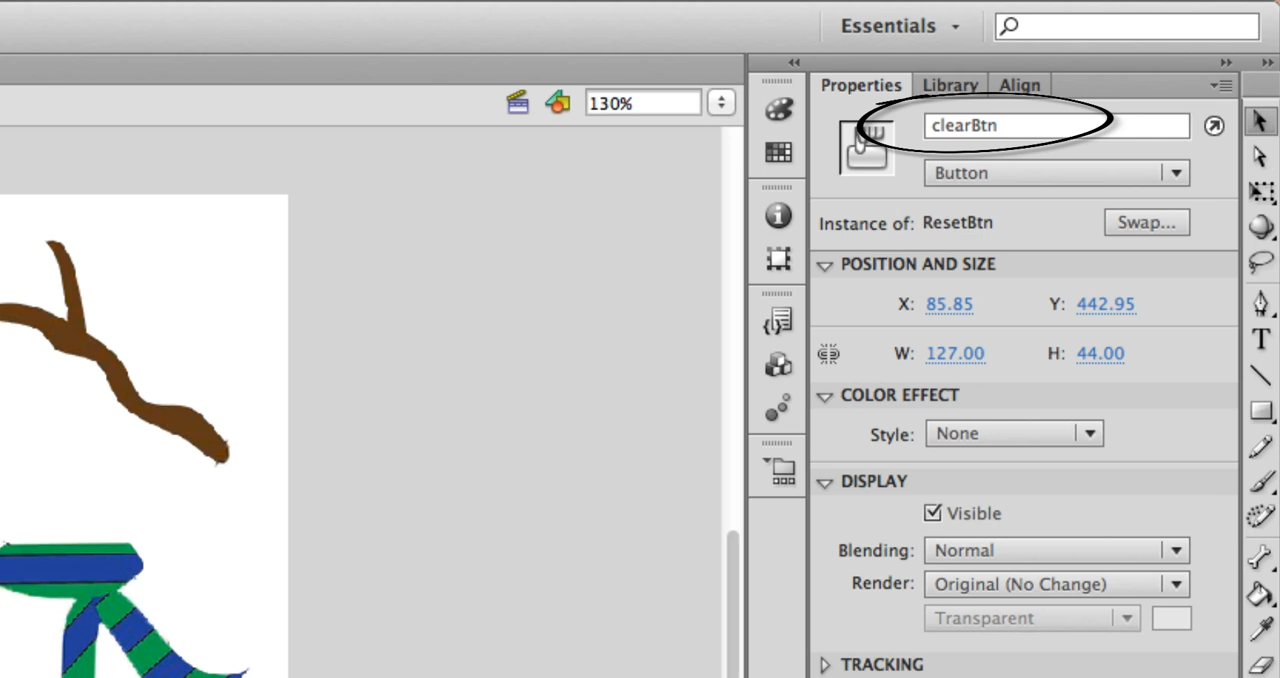 Essentials
130%
Properties Library Align
clearBtn
Button
Instance of: ResetBtn Swap...
POSITION AND SIZE
X: 85.85 Y: 442.95
W: 127.00 H: 44.00
COLOR EFFECT
Style: None
DISPLAY
Visible
Blending: Normal
Render: Original (No Change)
Transparent
TRACKING